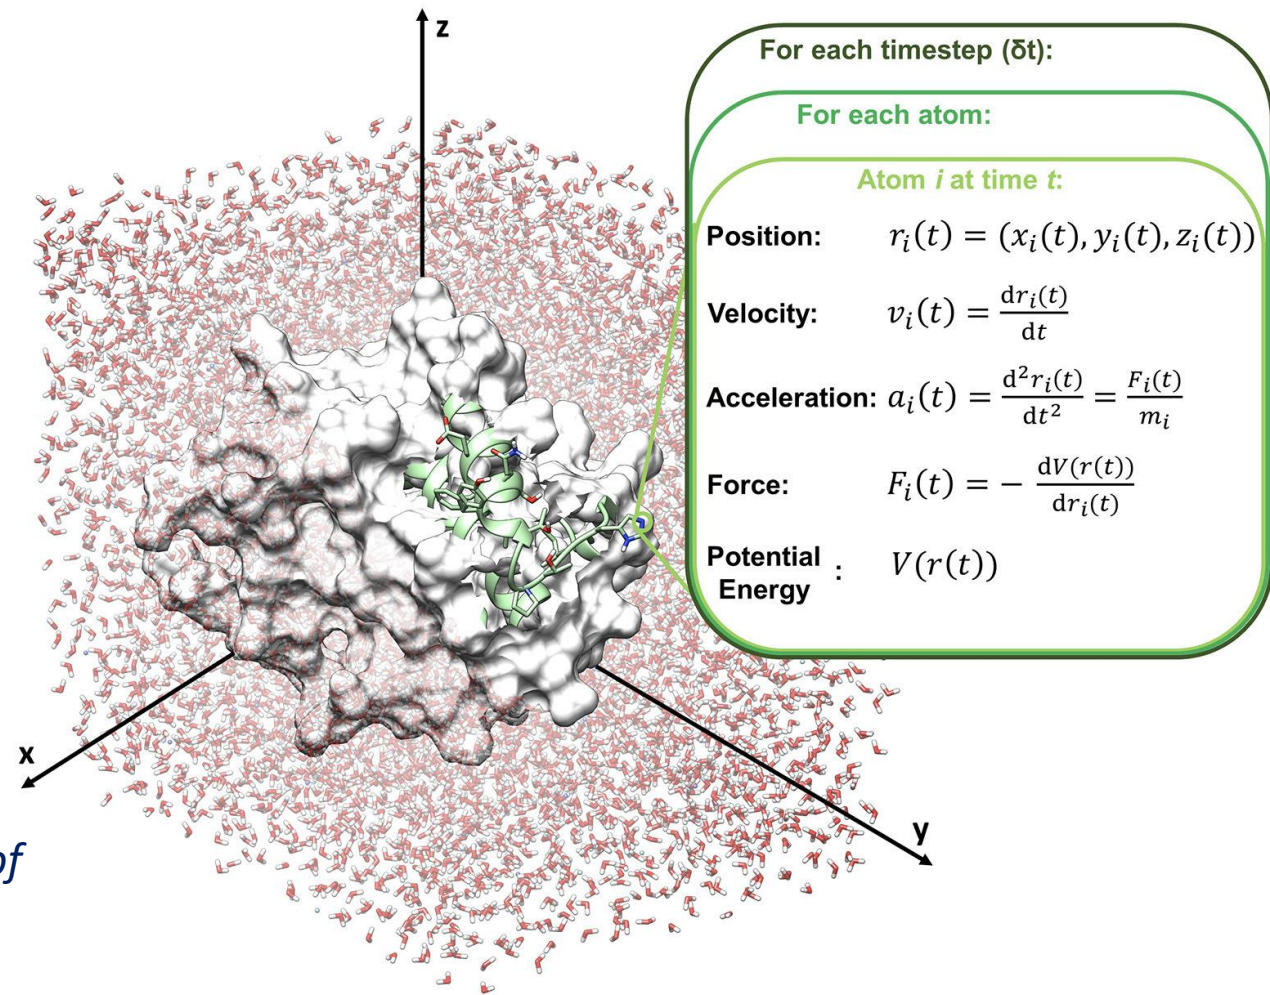 z
For each timestep (δt):
For each atom:
Atom i at time t:
Position: r_i(t) = (x_i(t), y_i(t), z_i(t))
Velocity: v_i(t) = dr_i(t)/dt
Acceleration: a_i(t) = d²r_i(t)/dt² = F_i(t)/m_i
Force: F_i(t) = − dV(r(t))/dr_i(t)
Potential Energy : V(r(t))
x
y
of